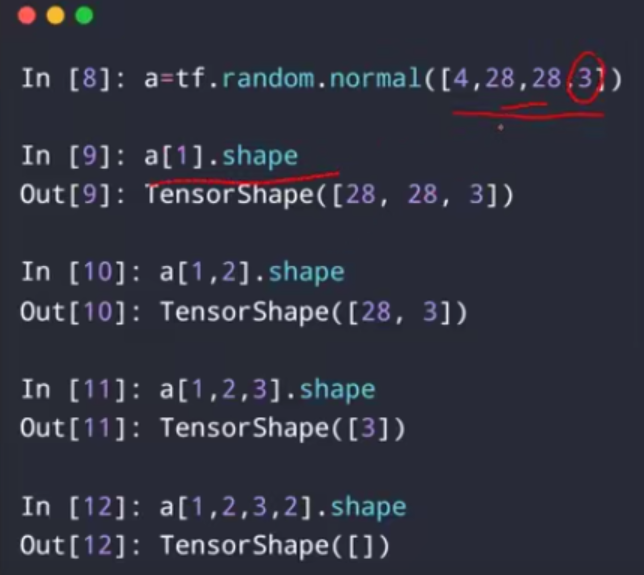 In [8]: a=tf.random.normal([4,28,28,3])
In [9]: a[1].shape
Out[9]: TensorShape([28, 28, 3])
In [10]: a[1,2].shape
Out[10]: TensorShape([28, 3])
In [11]: a[1,2,3].shape
Out[11]: TensorShape([3])
In [12]: a[1,2,3,2].shape
Out[12]: TensorShape([])